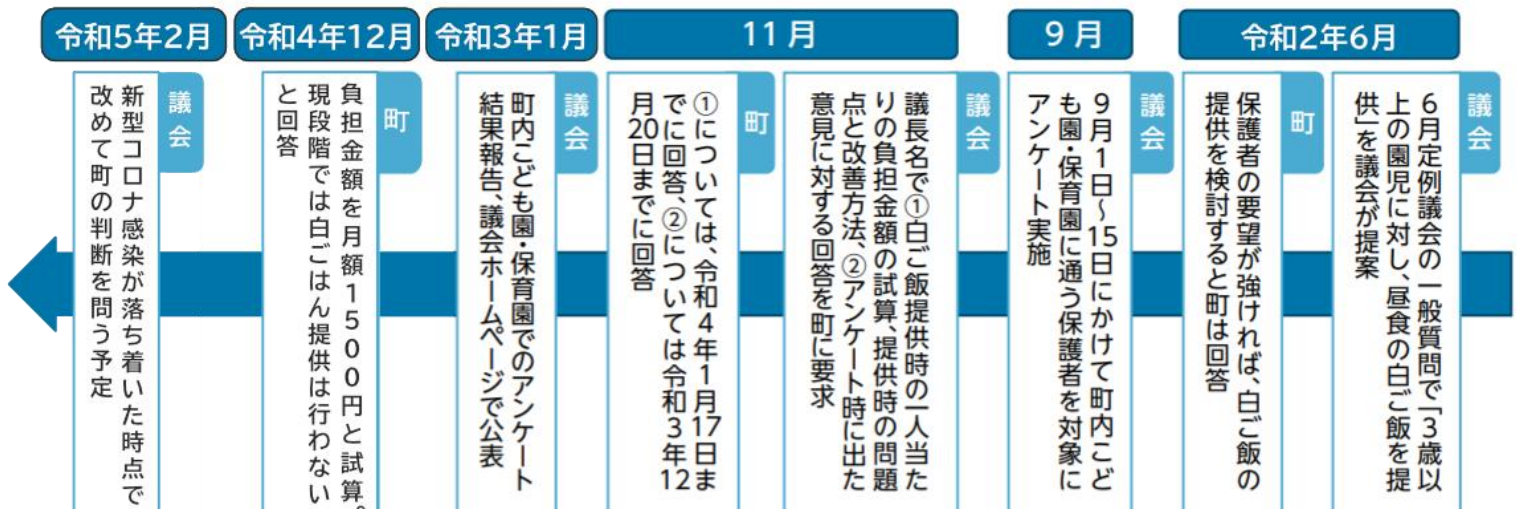 令和2年6月
議会
6月定例議会の一般質問で「3歳以
上の園児に対し、昼食の白ご飯を提
供」を議会が提案
町
保護者の要望が強ければ、白ご飯の
提供を検討すると町は回答
9月
議会
9月1日～15日にかけて町内こど
も園・保育園に通う保護者を対象に
アンケート実施
11月
議会
議長名で①白ご飯提供時の一人当た
りの負担金額の試算、提供時の問題
点と改善方法、②アンケート時に出た
意見に対する回答を町に要求
町
①については、令和4年1月17日ま
でに回答、②については令和3年12
月20日までに回答
令和3年1月
議会
町内こども園・保育園でのアンケート
結果報告、議会ホームページで公表
令和4年12月
町
負担金額を月額1500円と試算。
現段階では白ごはん提供は行わない
と回答
令和5年2月
議会
新型コロナ感染が落ち着いた時点で
改めて町の判断を問う予定